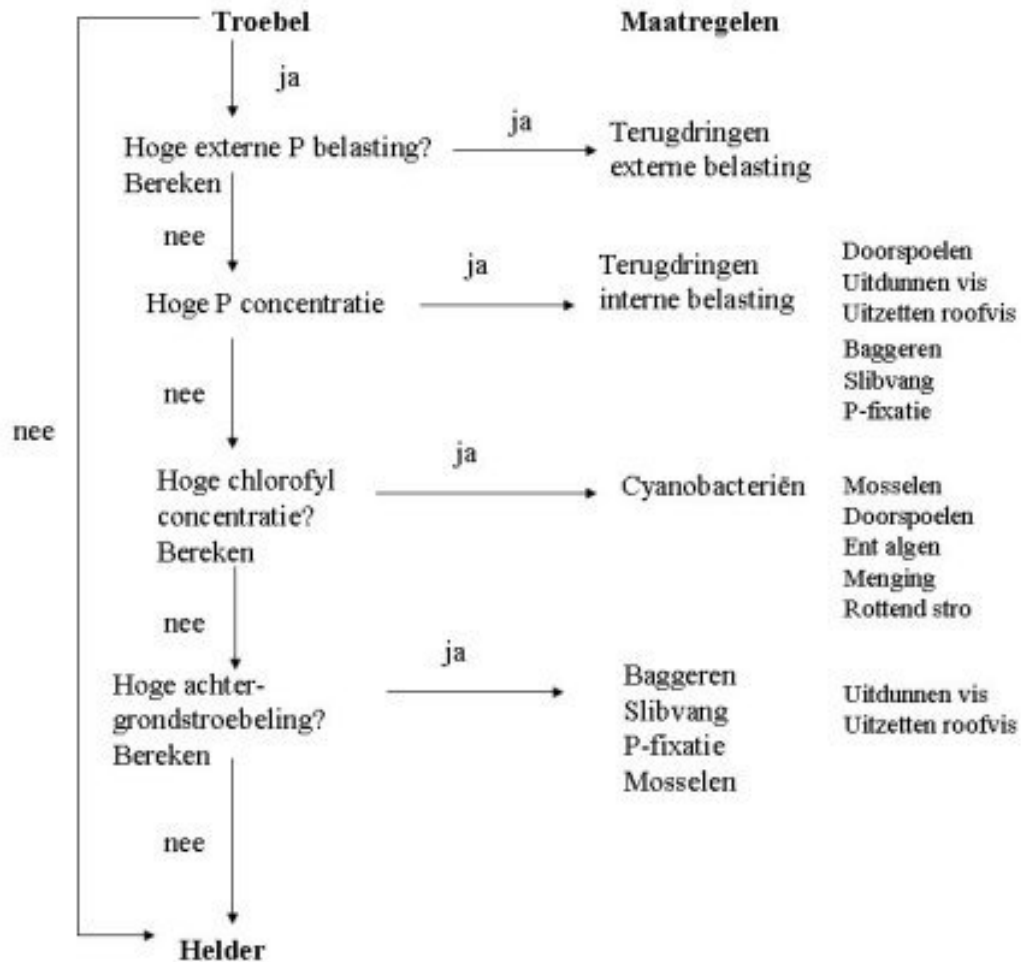 Troebel
Maatregelen
ja
Hoge externe P belasting?
Bereken
ja
Terugdringen
externe belasting
nee
Hoge P concentratie
ja
Terugdringen
interne belasting
Doorspoelen
Uitdunnen vis
Uitzetten roofvis
Baggeren
Slibvang
P-fixatie
nee
nee
Hoge chlorofyl
concentratie?
Bereken
ja
Cyanobacteriën
Mosselen
Doorspoelen
Ent algen
Menging
Rottend stro
nee
Hoge achter-
grondstroebeling?
Bereken
ja
Baggeren
Slibvang
P-fixatie
Mosselen
Uitdunnen vis
Uitzetten roofvis
nee
Helder